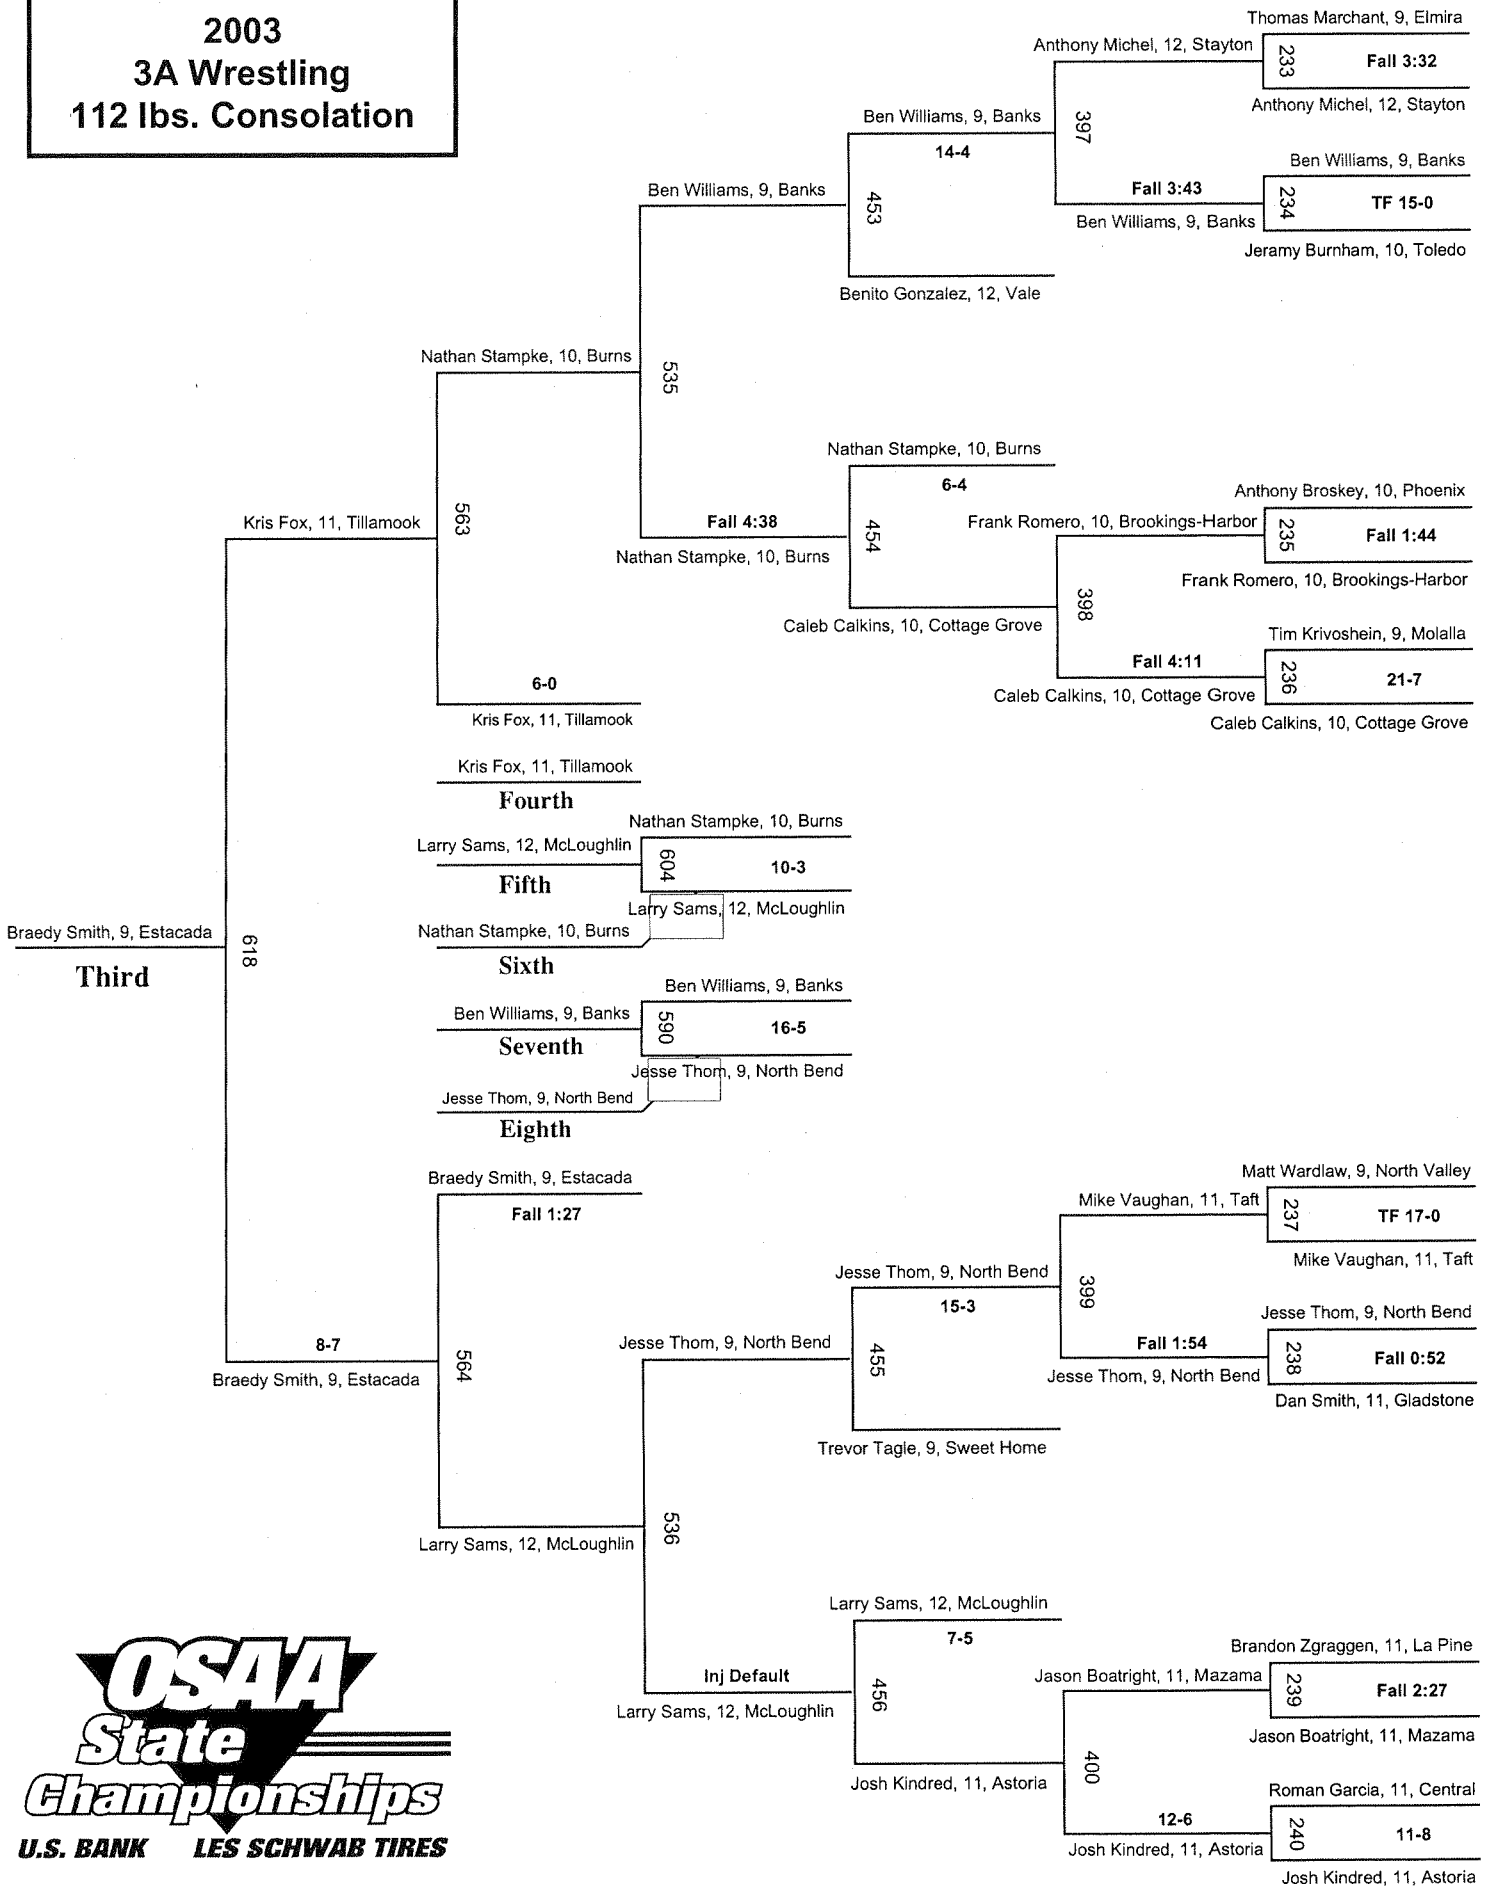 2003
3A Wrestling
112 lbs. Consolation
Thomas Marchant, 9, Elmira
Anthony Michel, 12, Stayton
233
Fall 3:32
Anthony Michel, 12, Stayton
Ben Williams, 9, Banks
397
14-4
Ben Williams, 9, Banks
Fall 3:43
234
TF 15-0
Ben Williams, 9, Banks
Jeramy Burnham, 10, Toledo
Ben Williams, 9, Banks
453
Benito Gonzalez, 12, Vale
Nathan Stampke, 10, Burns
535
Nathan Stampke, 10, Burns
6-4
Anthony Broskey, 10, Phoenix
Frank Romero, 10, Brookings-Harbor
235
Fall 1:44
Frank Romero, 10, Brookings-Harbor
Fall 4:38
454
Nathan Stampke, 10, Burns
398
Caleb Calkins, 10, Cottage Grove
Tim Krivoshein, 9, Molalla
Fall 4:11
236
21-7
Caleb Calkins, 10, Cottage Grove
Caleb Calkins, 10, Cottage Grove
Kris Fox, 11, Tillamook
563
6-0
Kris Fox, 11, Tillamook
Kris Fox, 11, Tillamook
Fourth
Nathan Stampke, 10, Burns
Larry Sams, 12, McLoughlin
604
10-3
Fifth
Larry Sams, 12, McLoughlin
Nathan Stampke, 10, Burns
Sixth
Braedy Smith, 9, Estacada
618
Third
Ben Williams, 9, Banks
Ben Williams, 9, Banks
590
16-5
Seventh
Jesse Thom, 9, North Bend
Jesse Thom, 9, North Bend
Eighth
Braedy Smith, 9, Estacada
Fall 1:27
Matt Wardlaw, 9, North Valley
Mike Vaughan, 11, Taft
237
TF 17-0
Mike Vaughan, 11, Taft
Jesse Thom, 9, North Bend
399
15-3
Jesse Thom, 9, North Bend
Fall 1:54
238
Fall 0:52
Jesse Thom, 9, North Bend
Dan Smith, 11, Gladstone
Jesse Thom, 9, North Bend
455
8-7
564
Braedy Smith, 9, Estacada
Trevor Tagle, 9, Sweet Home
536
Larry Sams, 12, McLoughlin
Larry Sams, 12, McLoughlin
7-5
Brandon Zgraggen, 11, La Pine
Jason Boatright, 11, Mazama
239
Fall 2:27
Jason Boatright, 11, Mazama
Inj Default
456
Larry Sams, 12, McLoughlin
400
Josh Kindred, 11, Astoria
Roman Garcia, 11, Central
12-6
240
11-8
Josh Kindred, 11, Astoria
Josh Kindred, 11, Astoria
OSAA
State
Championships
U.S. BANK LES SCHWAB TIRES